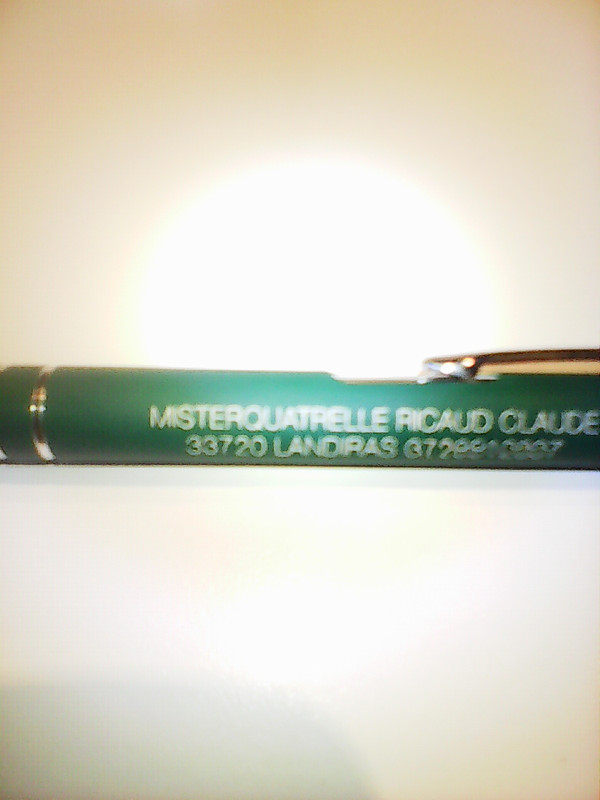 MISTERQUATRELLE RICAUD CLAUDE
33720 LANDIRAS